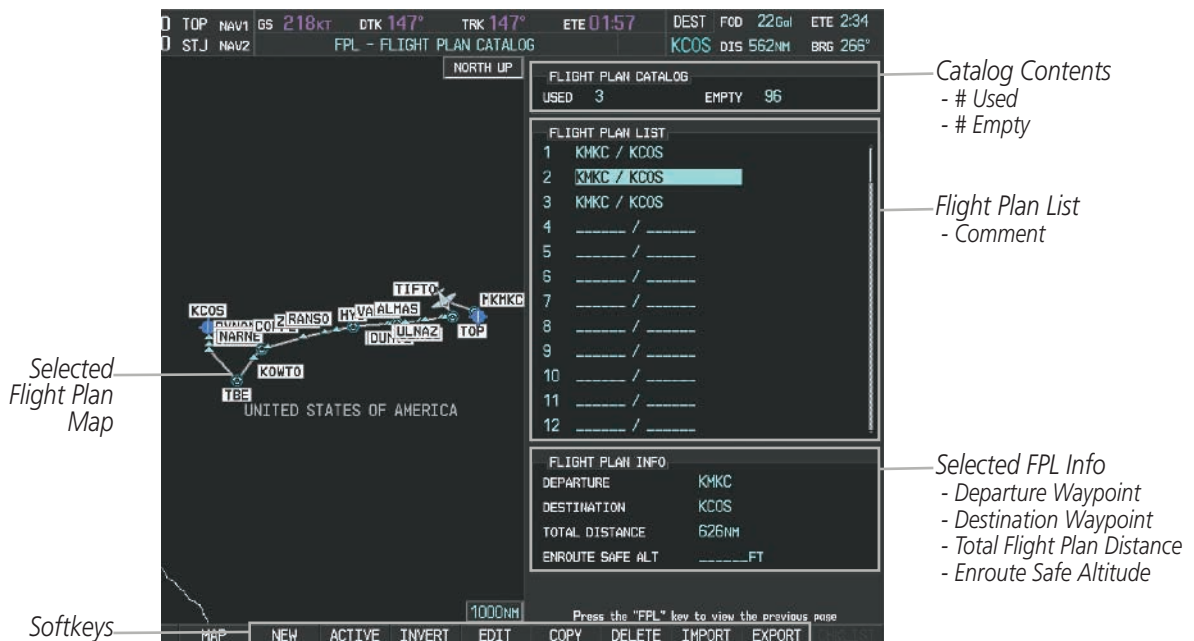 TOP NAV1 GS 218KT DTK 147° TRK 147° ETE 01:57 DEST FOD 22Gal ETE 2:34
STJ NAV2 FPL – FLIGHT PLAN CATALOG KCOS DIS 562NM BRG 266°
NORTH UP
FLIGHT PLAN CATALOG
USED 3 EMPTY 96
FLIGHT PLAN LIST
1 KMKC / KCOS
2 KMKC / KCOS
3 KMKC / KCOS
4 ______ / ______
5 ______ / ______
6 ______ / ______
7 ______ / ______
8 ______ / ______
9 ______ / ______
10 ______ / ______
11 ______ / ______
12 ______ / ______
FLIGHT PLAN INFO
DEPARTURE KMKC
DESTINATION KCOS
TOTAL DISTANCE 626NM
ENROUTE SAFE ALT ______FT
Press the "FPL" key to view the previous page
TIFTO
KCOS
RANSO
ALMAS
NARNE
ULNAZ
TOP
KOWTO
TBE
UNITED STATES OF AMERICA
1000NM
MAP NEW ACTIVE INVERT EDIT COPY DELETE IMPORT EXPORT
Catalog Contents
- # Used
- # Empty
Flight Plan List
- Comment
Selected FPL Info
- Departure Waypoint
- Destination Waypoint
- Total Flight Plan Distance
- Enroute Safe Altitude
Selected
Flight Plan
Map
Softkeys